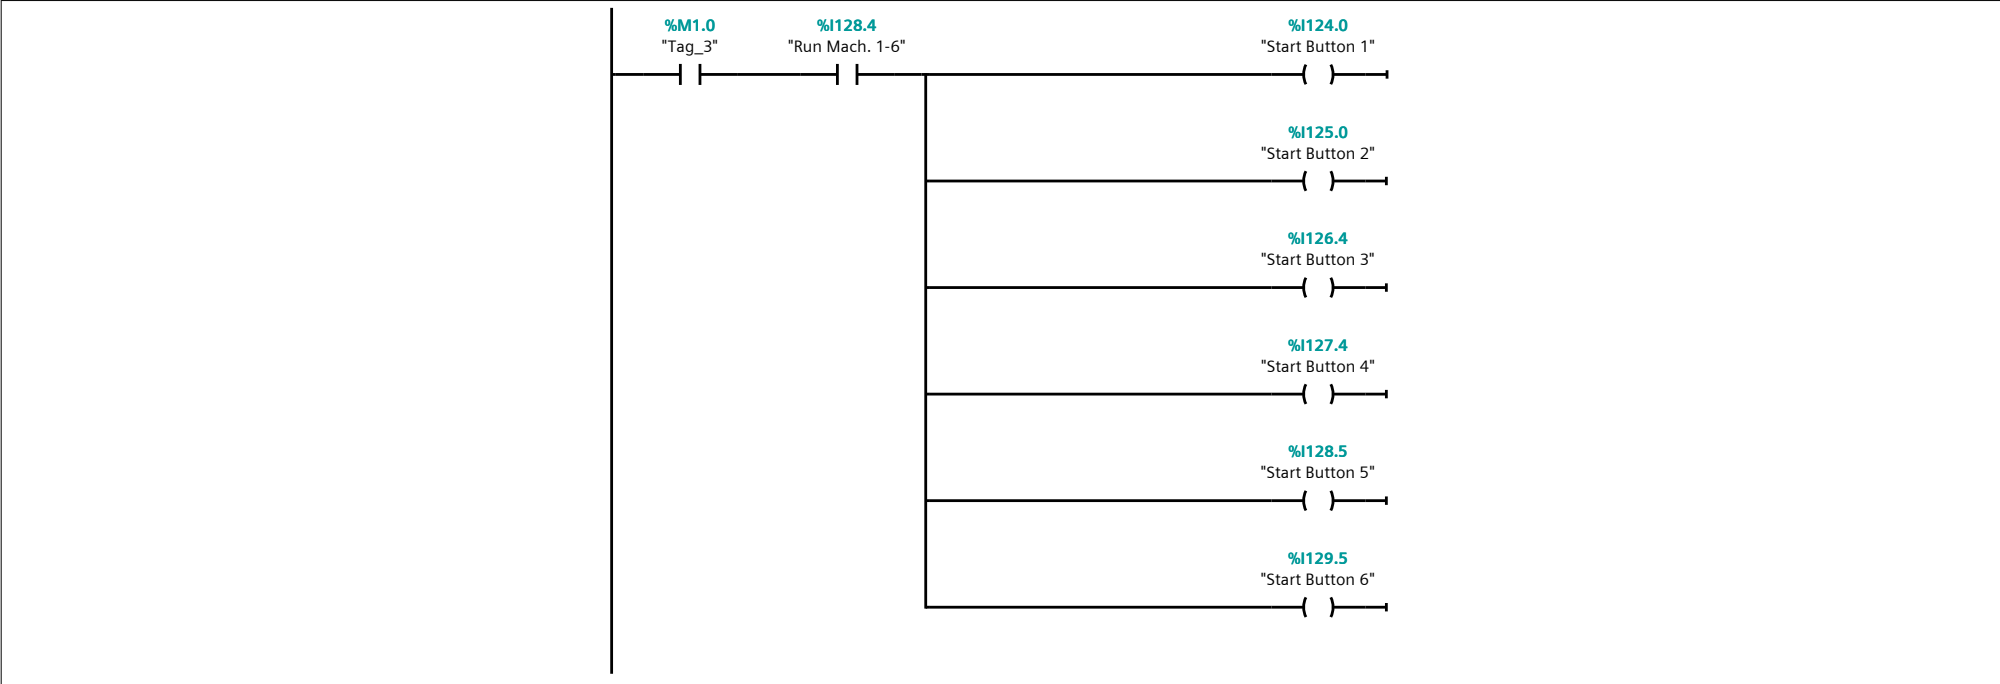 %M1.0
"Tag_3"
%I128.4
"Run Mach. 1-6"
%I124.0
"Start Button 1"
%I125.0
"Start Button 2"
%I126.4
"Start Button 3"
%I127.4
"Start Button 4"
%I128.5
"Start Button 5"
%I129.5
"Start Button 6"